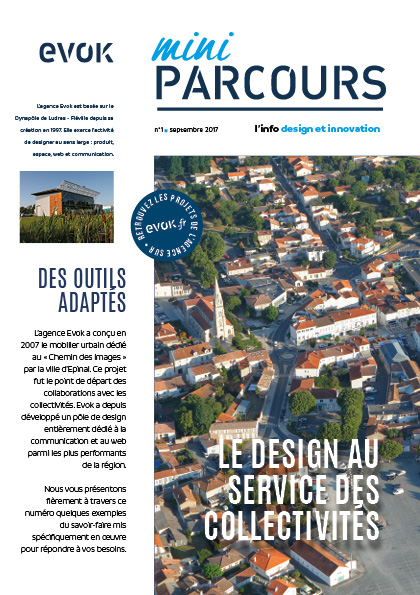 evok
mini
PARCOURS
L'agence Evok est basée sur le
Dynapôle de Ludres - Fléville depuis sa
création en 1997. Elle exerce l'activité
de designer au sens large : produit,
espace, web et communication.
n°1 septembre 2017
l'info design et innovation
• RETROUVEZ LES PROJETS DE L'AGENCE SUR •
evok.fr
DES OUTILS
ADAPTÉS
L'agence Evok a conçu en
2007 le mobilier urbain dédié
au « Chemin des Images »
par la ville d'Epinal. Ce projet
fut le point de départ des
collaborations avec les
collectivités. Evok a depuis
développé un pôle de design
entièrement dédié à la
communication et au web
parmi les plus performants
de la région.
Nous vous présentons
fièrement à travers ce
numéro quelques exemples
du savoir-faire mis
spécifiquement en œuvre
pour répondre à vos besoins.
LE DESIGN AU
SERVICE DES
COLLECTIVITÉS